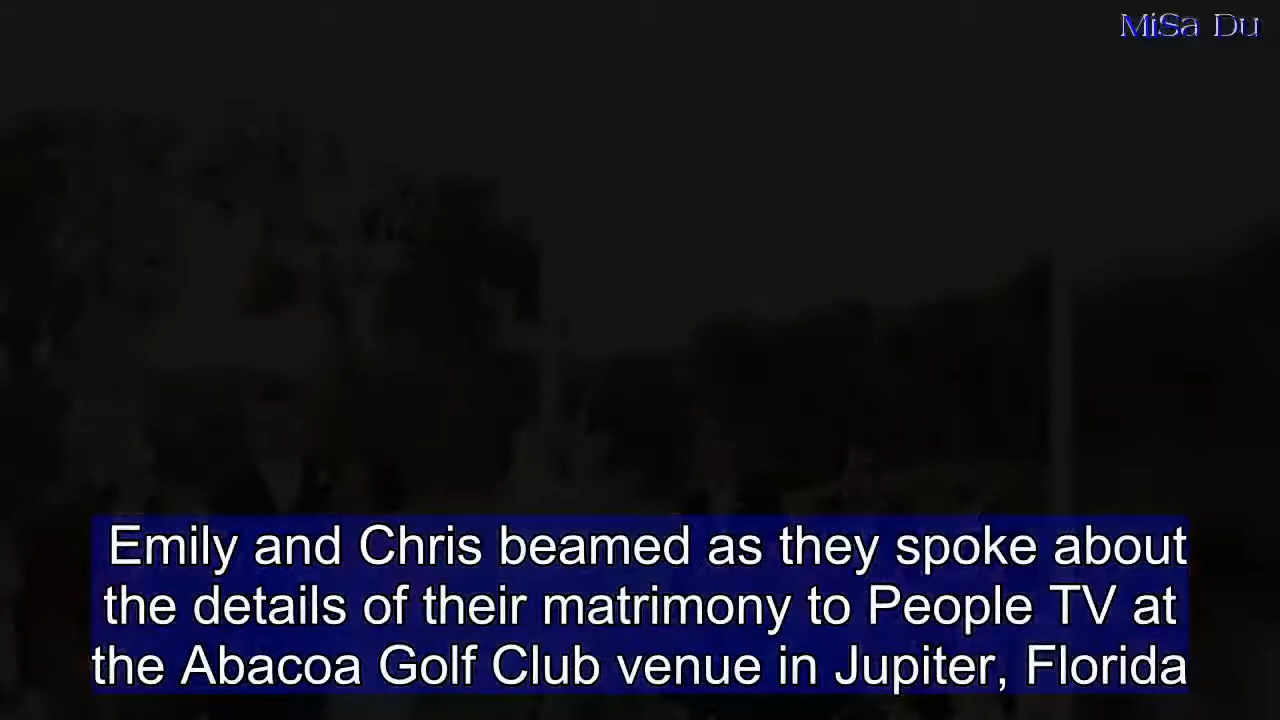 MiSa Du
Emily and Chris beamed as they spoke about
the details of their matrimony to People TV at
the Abacoa Golf Club venue in Jupiter, Florida